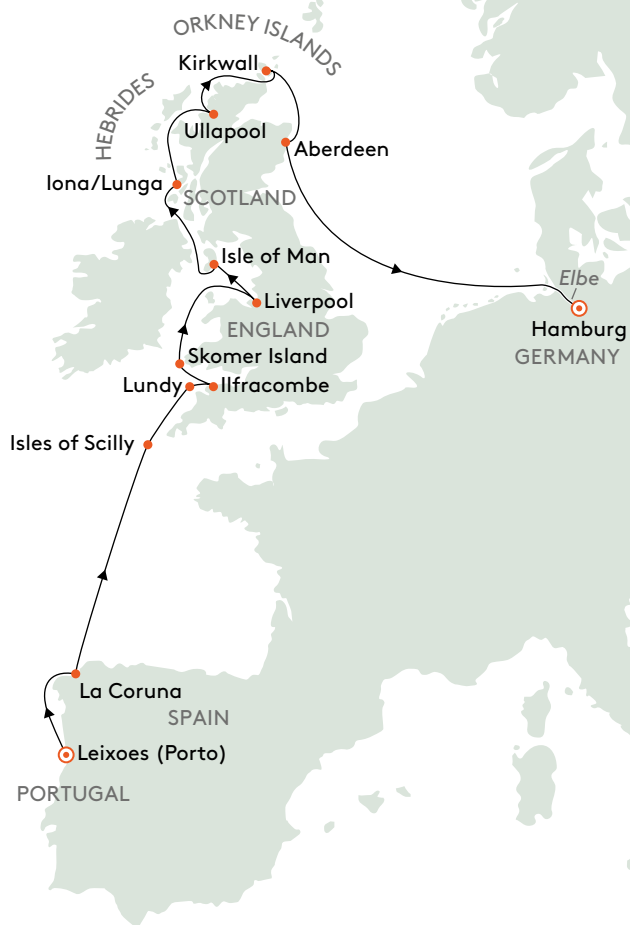 ORKNEY ISLANDS
Kirkwall
HEBRIDES
Ullapool
Aberdeen
Iona/Lunga
SCOTLAND
Isle of Man
Elbe
Liverpool
Hamburg
ENGLAND
GERMANY
Skomer Island
Lundy
Ilfracombe
Isles of Scilly
La Coruna
SPAIN
Leixoes (Porto)
PORTUGAL